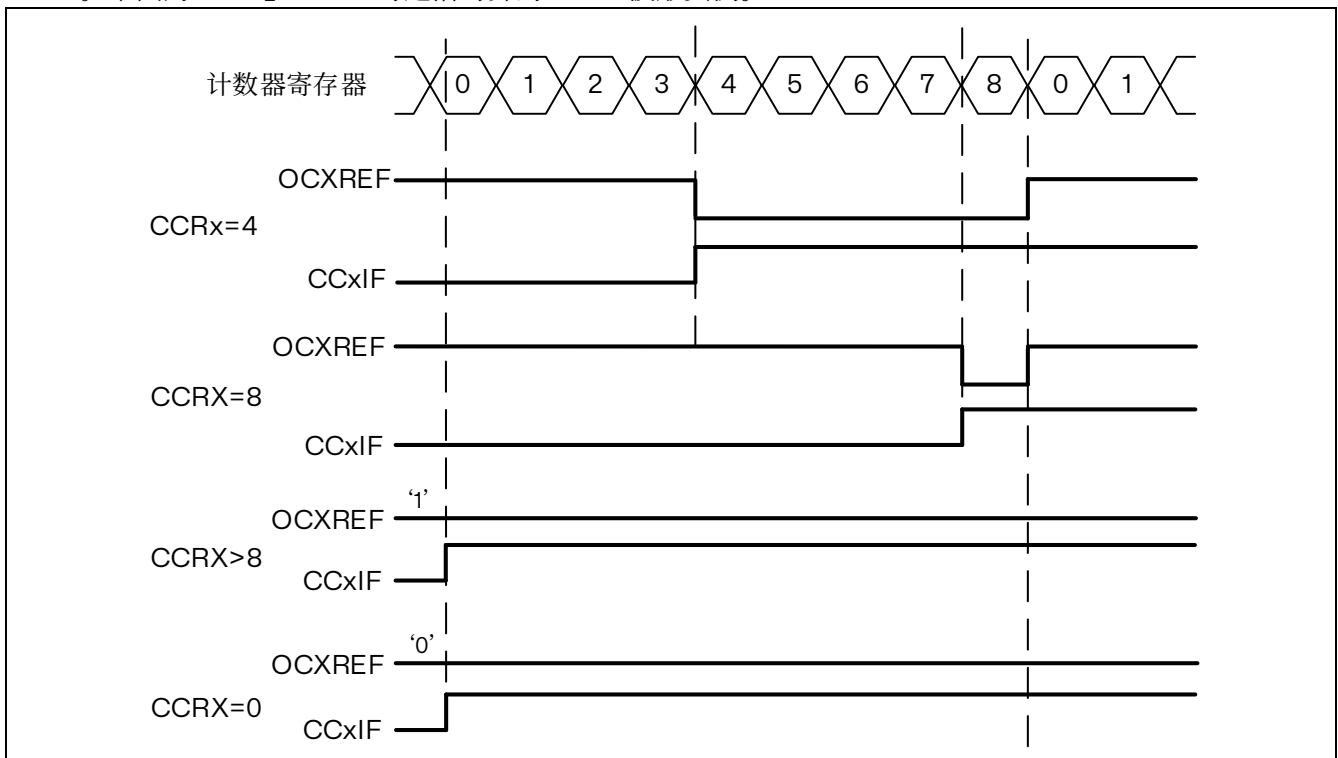 计数器寄存器 0 1 2 3 4 5 6 7 8 0 1
OCXREF
CCRx=4
CCxIF
OCXREF
CCRX=8
CCxIF
‘1’
OCXREF
CCRX>8
CCxIF
‘0’
OCXREF
CCRX=0
CCxIF